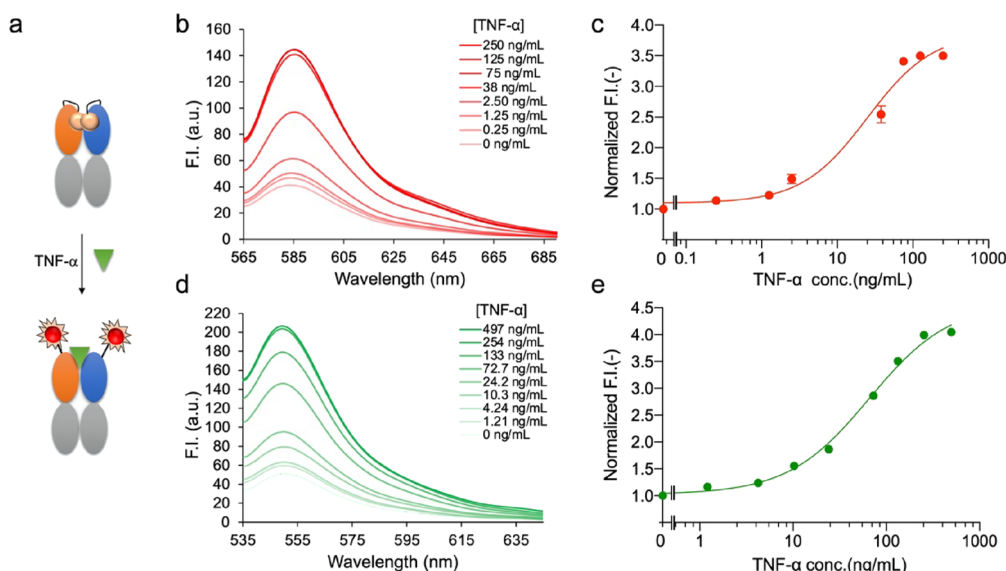 a
TNF-α
b
F.I. (a.u.)
160
140
120
100
80
60
40
20
0
565 585 605 625 645 665 685
Wavelength (nm)
[TNF-α]
250 ng/mL
125 ng/mL
75 ng/mL
38 ng/mL
2.50 ng/mL
1.25 ng/mL
0.25 ng/mL
0 ng/mL
c
Normalized F.I.(-)
4.0
3.5
3.0
2.5
2.0
1.5
1.0
0 0.1 1 10 100 1000
TNF-α conc.(ng/mL)
d
F.I. (a.u.)
220
200
180
160
140
120
100
80
60
40
20
0
535 555 575 595 615 635
Wavelength (nm)
[TNF-α]
497 ng/mL
254 ng/mL
133 ng/mL
72.7 ng/mL
24.2 ng/mL
10.3 ng/mL
4.24 ng/mL
1.21 ng/mL
0 ng/mL
e
Normalized F.I.(-)
4.5
4.0
3.5
3.0
2.5
2.0
1.5
1.0
0.5
0 1 10 100 1000
TNF-α conc.(ng/mL)